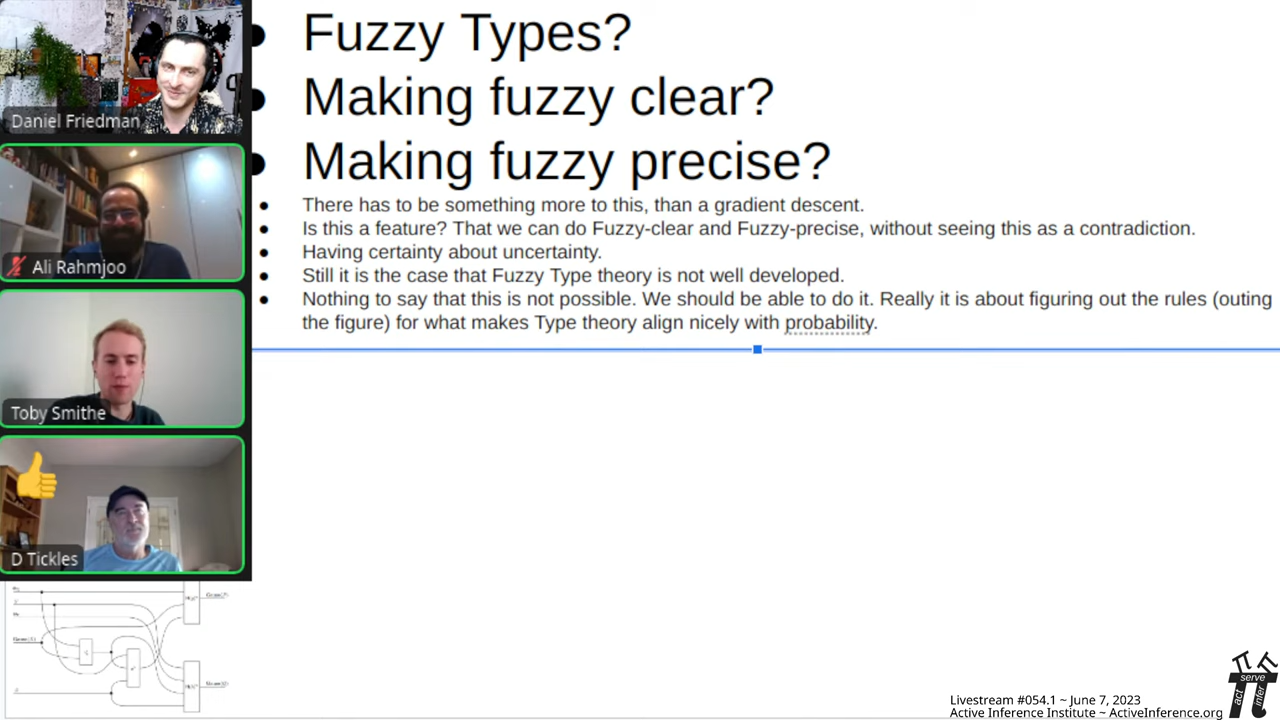 Daniel Friedman
Ali Rahmjoo
Toby Smithe
D Tickles
• Fuzzy Types?
• Making fuzzy clear?
• Making fuzzy precise?
• There has to be something more to this, than a gradient descent.
• Is this a feature? That we can do Fuzzy-clear and Fuzzy-precise, without seeing this as a contradiction.
• Having certainty about uncertainty.
• Still it is the case that Fuzzy Type theory is not well developed.
• Nothing to say that this is not possible. We should be able to do it. Really it is about figuring out the rules (outing
the figure) for what makes Type theory align nicely with probability.
Livestream #054.1 ~ June 7, 2023
Active Inference Institute ~ ActiveInference.org
serve
act
infer